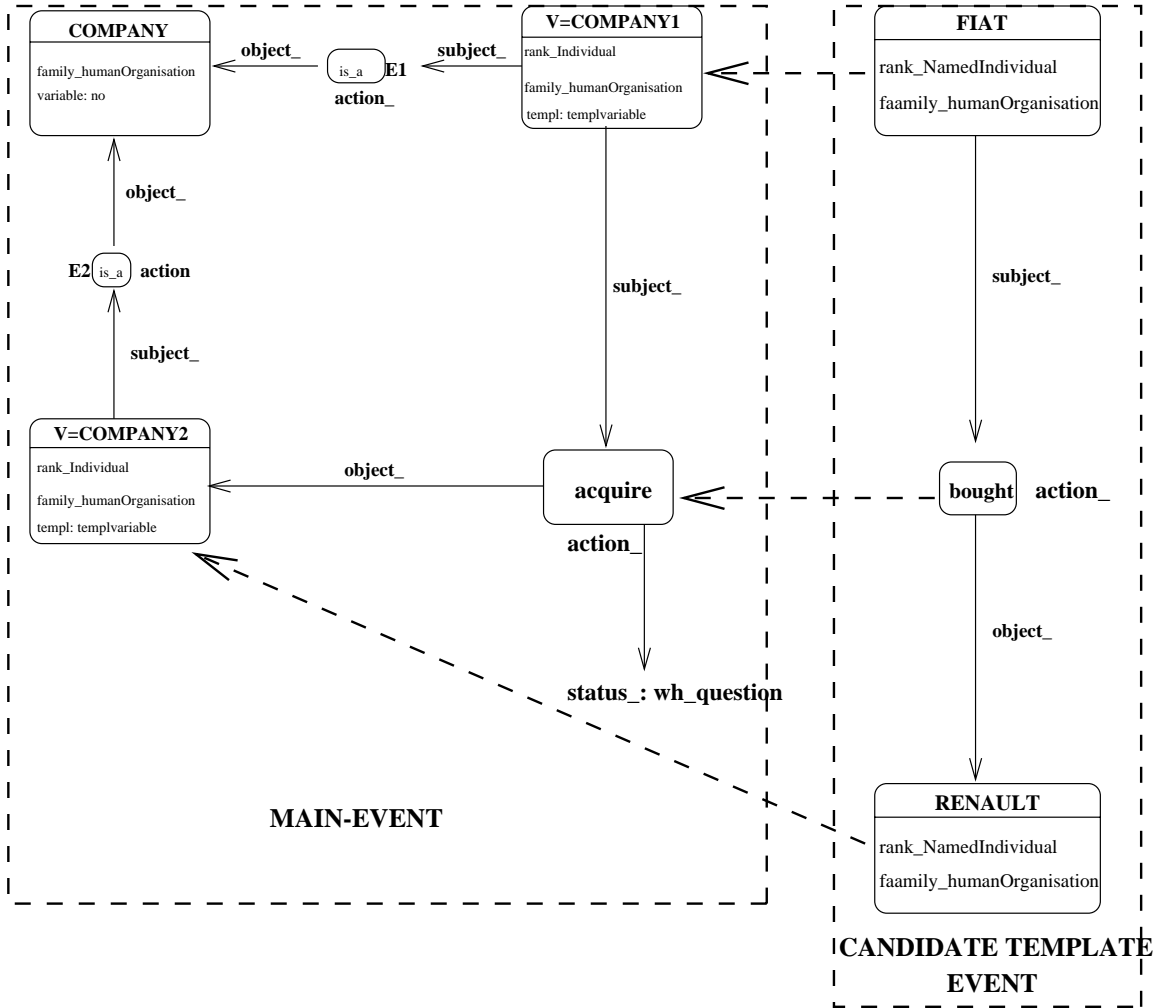 COMPANY
family_humanOrganisation
variable: no
object_
is_a
E1
action_
subject_
V=COMPANY1
rank_Individual
family_humanOrganisation
templ: templvariable
FIAT
rank_NamedIndividual
faamily_humanOrganisation
object_
E2
is_a
action
subject_
subject_
subject_
V=COMPANY2
rank_Individual
family_humanOrganisation
templ: templvariable
object_
acquire
action_
bought
action_
object_
status_: wh_question
MAIN-EVENT
RENAULT
rank_NamedIndividual
faamily_humanOrganisation
CANDIDATE TEMPLATE
EVENT